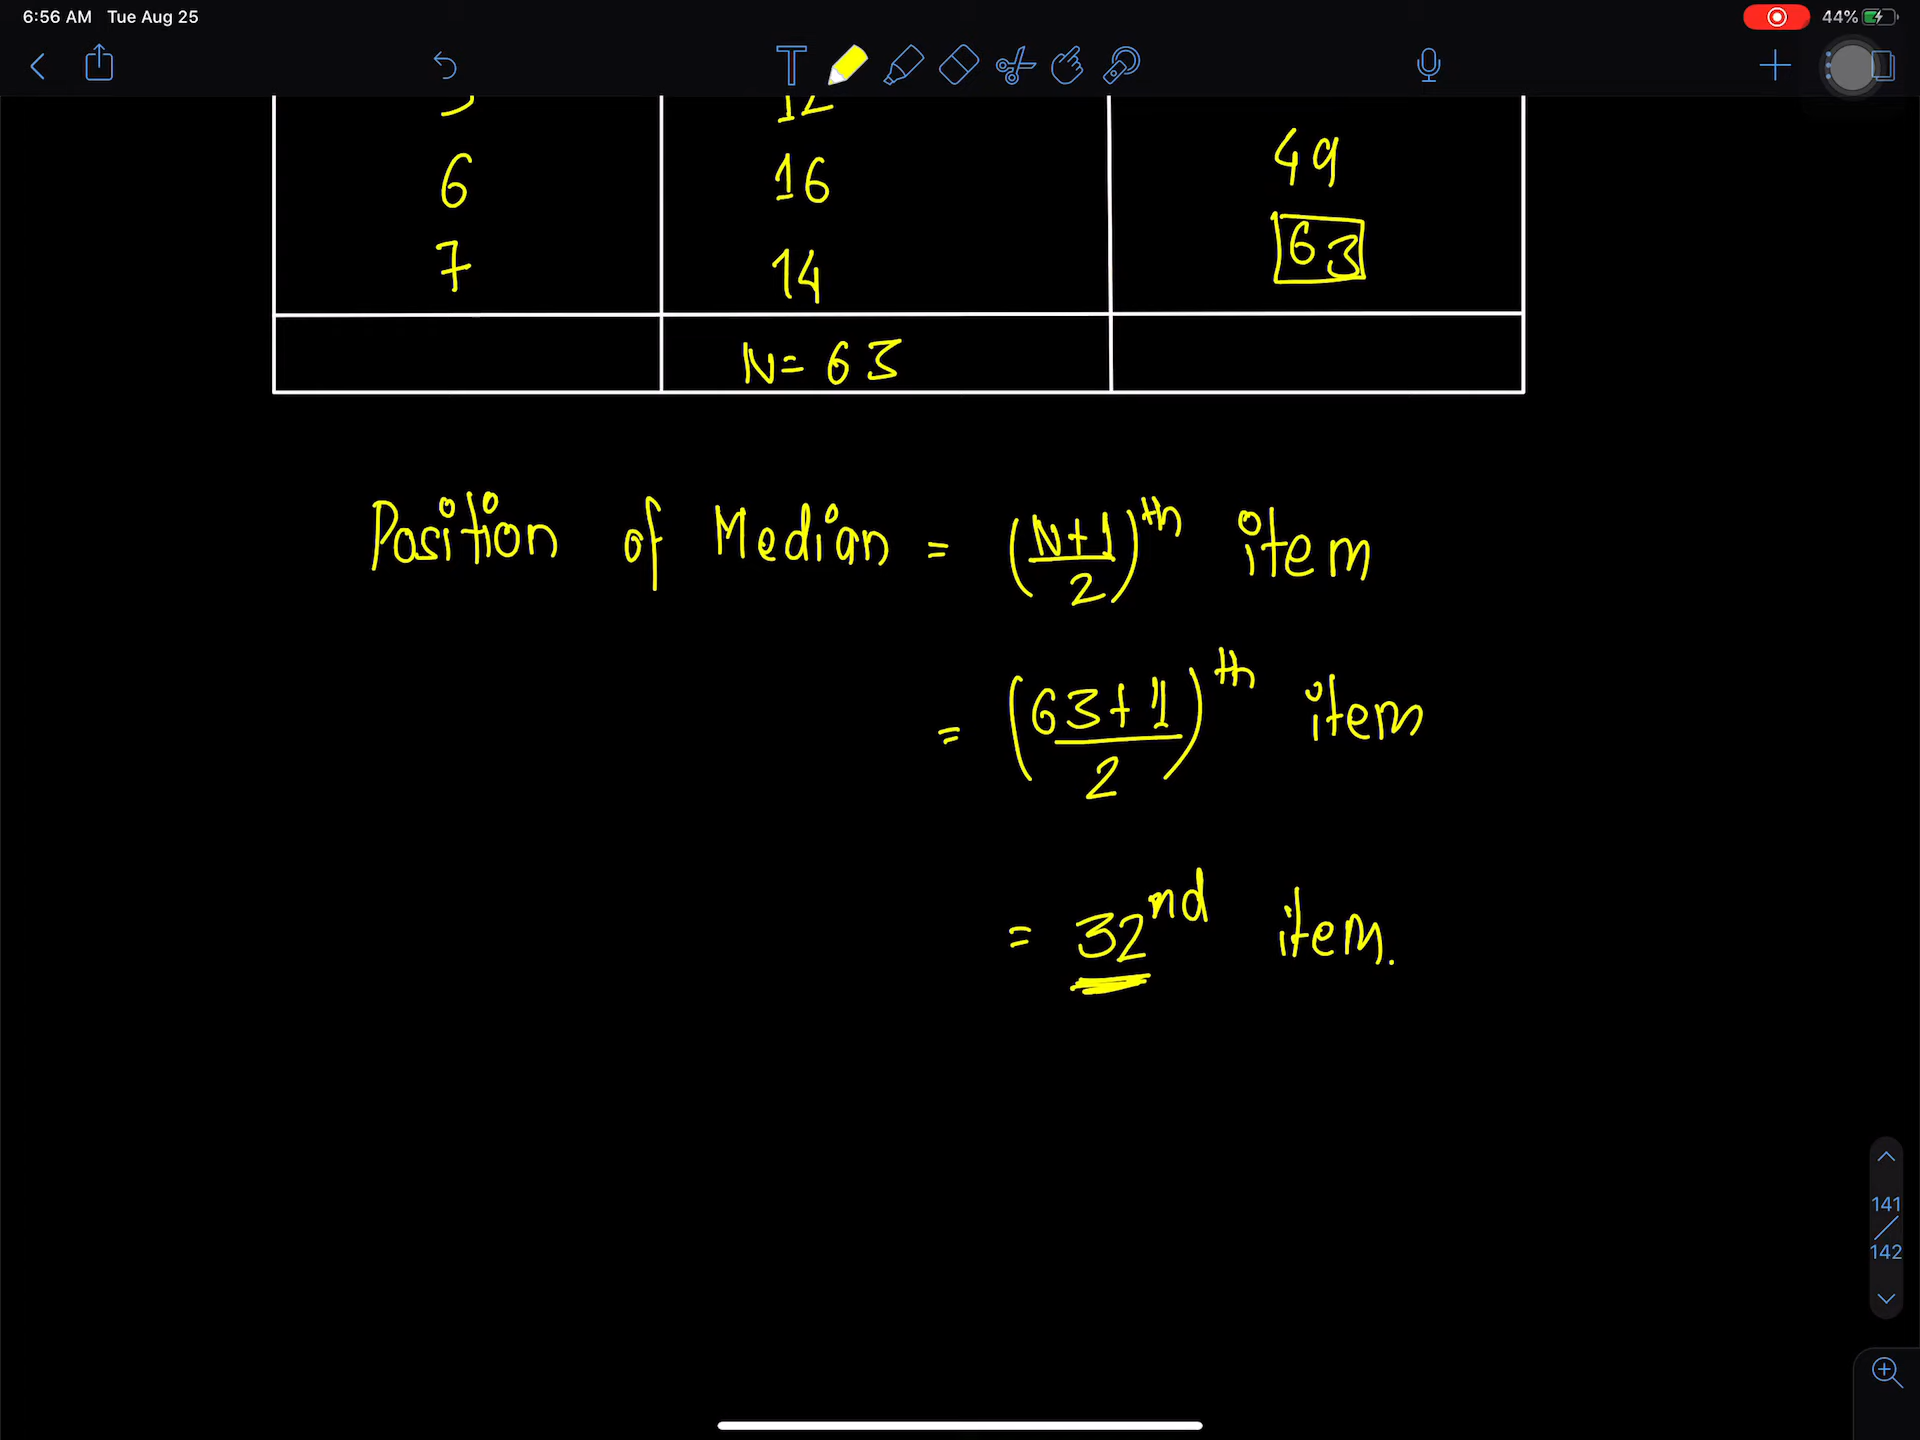 6:56 AM Tue Aug 25
44%
12
6 16 49
7 14 63
N = 63
Position of Median = (N+1/2)th item
= (63+1/2)th item
= 32nd item.
141
142